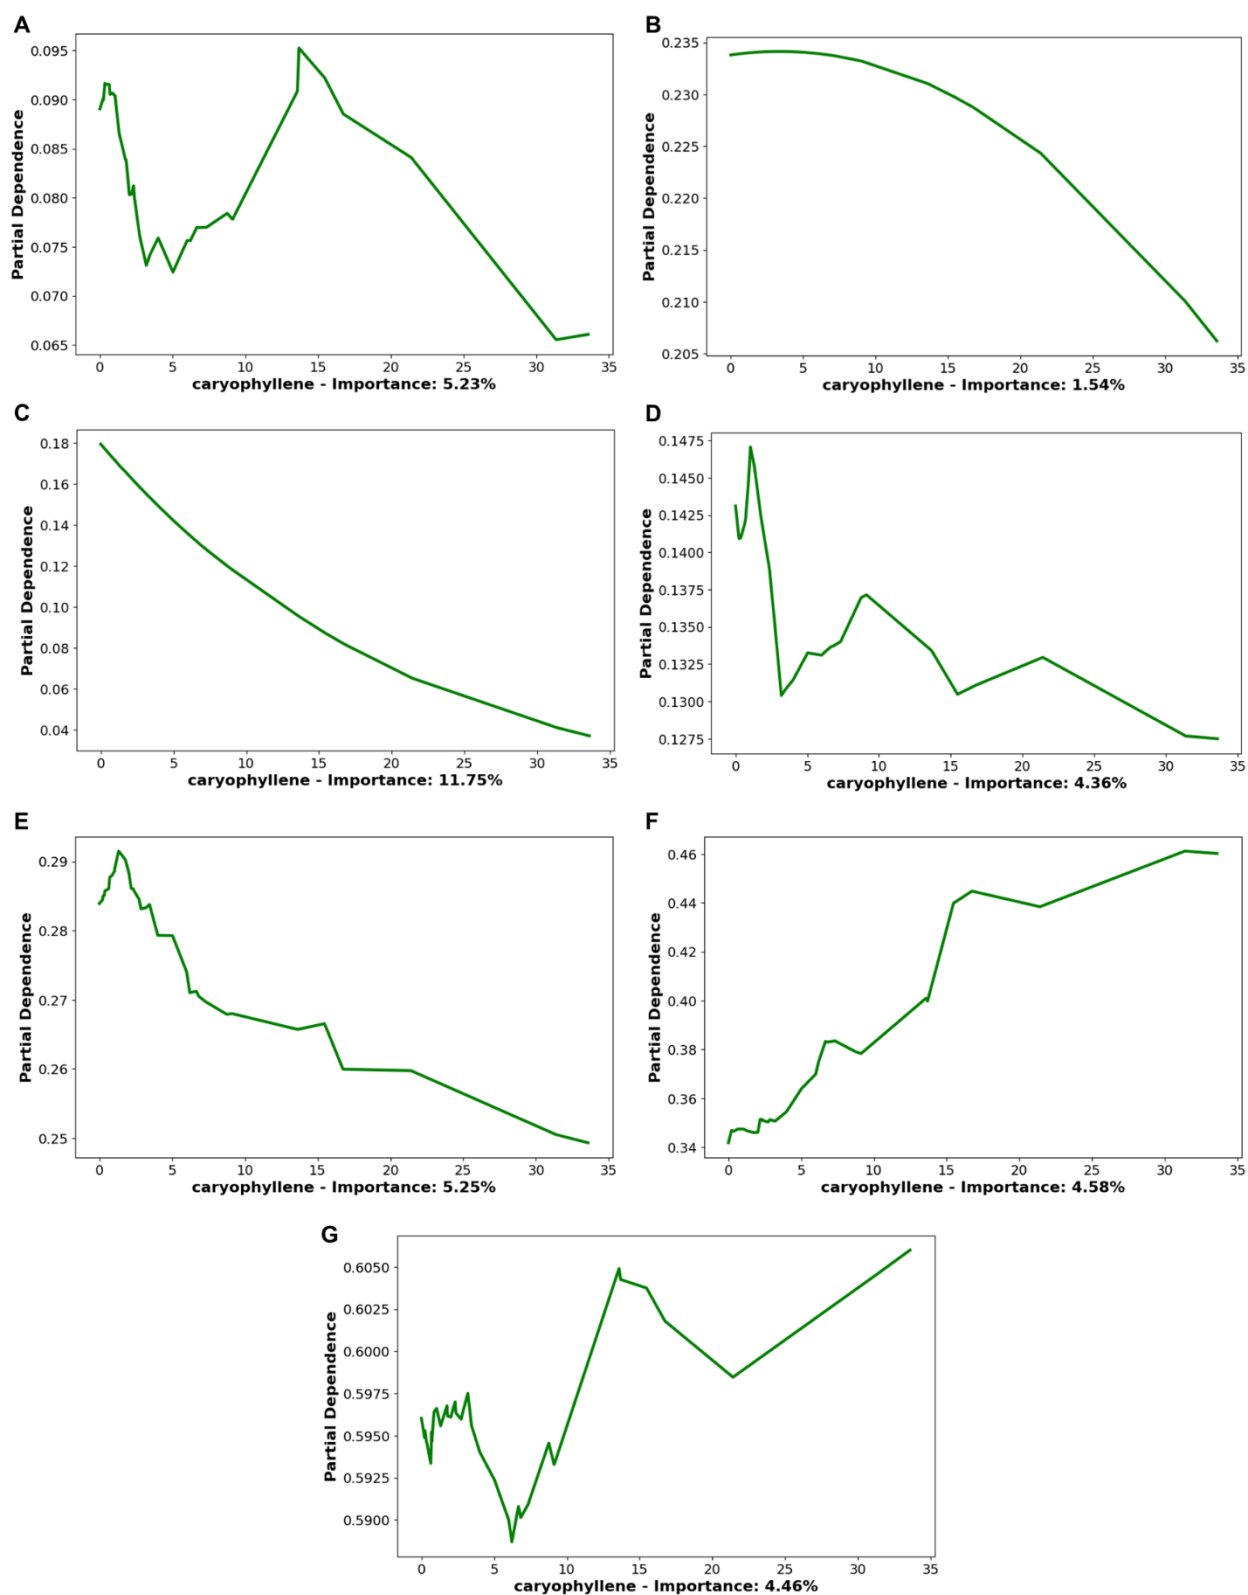 A
Partial Dependence
0.095
0.090
0.085
0.080
0.075
0.070
0.065
0 5 10 15 20 25 30 35
caryophyllene - Importance: 5.23%
B
Partial Dependence
0.235
0.230
0.225
0.220
0.215
0.210
0.205
0 5 10 15 20 25 30 35
caryophyllene - Importance: 1.54%
C
Partial Dependence
0.18
0.16
0.14
0.12
0.10
0.08
0.06
0.04
0 5 10 15 20 25 30 35
caryophyllene - Importance: 11.75%
D
Partial Dependence
0.1475
0.1450
0.1425
0.1400
0.1375
0.1350
0.1325
0.1300
0.1275
0 5 10 15 20 25 30 35
caryophyllene - Importance: 4.36%
E
Partial Dependence
0.29
0.28
0.27
0.26
0.25
0 5 10 15 20 25 30 35
caryophyllene - Importance: 5.25%
F
Partial Dependence
0.46
0.44
0.42
0.40
0.38
0.36
0.34
0 5 10 15 20 25 30 35
caryophyllene - Importance: 4.58%
G
Partial Dependence
0.6050
0.6025
0.6000
0.5975
0.5950
0.5925
0.5900
0 5 10 15 20 25 30 35
caryophyllene - Importance: 4.46%